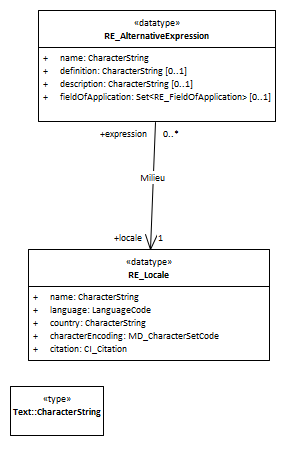 «datatype»
RE_AlternativeExpression
+ name: CharacterString
+ definition: CharacterString [0..1]
+ description: CharacterString [0..1]
+ fieldOfApplication: Set<RE_FieldOfApplication> [0..1]
+expression 0..*
Milieu
+locale 1
«datatype»
RE_Locale
+ name: CharacterString
+ language: LanguageCode
+ country: CharacterString
+ characterEncoding: MD_CharacterSetCode
+ citation: CI_Citation
«type»
Text::CharacterString